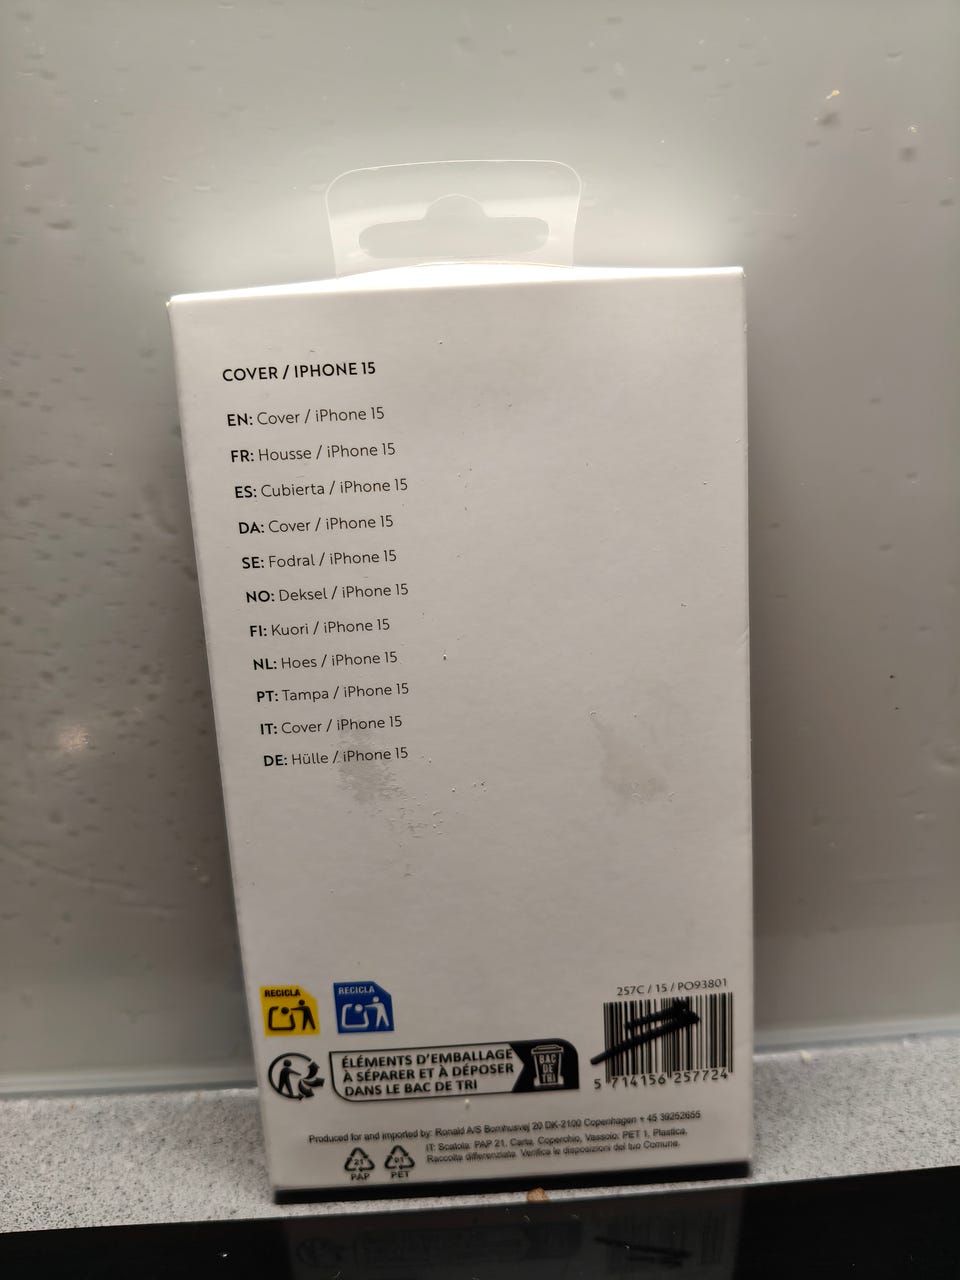 COVER / IPHONE 15
EN: Cover / iPhone 15
FR: Housse / iPhone 15
ES: Cubierta / iPhone 15
DA: Cover / iPhone 15
SE: Fodral / iPhone 15
NO: Deksel / iPhone 15
FI: Kuori / iPhone 15
NL: Hoes / iPhone 15
PT: Tampa / iPhone 15
IT: Cover / iPhone 15
DE: Hülle / iPhone 15
RECICLA
RECICLA
257C / 15 / PO93801
5 714156 257724
ÉLÉMENTS D'EMBALLAGE
À SÉPARER ET À DÉPOSER
DANS LE BAC DE TRI
BAC
DE
TRI
Produced for and imported by: Ronald A/S Bornhusvej 20 DK-2100 Copenhagen + 45 39252655
IT: Scatola: PAP 21, Carta, Coperchio, Vassoio, PET 1, Plastica.
Raccolta differenziata. Verifica le disposizioni del tuo Comune.
21
PAP
01
PET